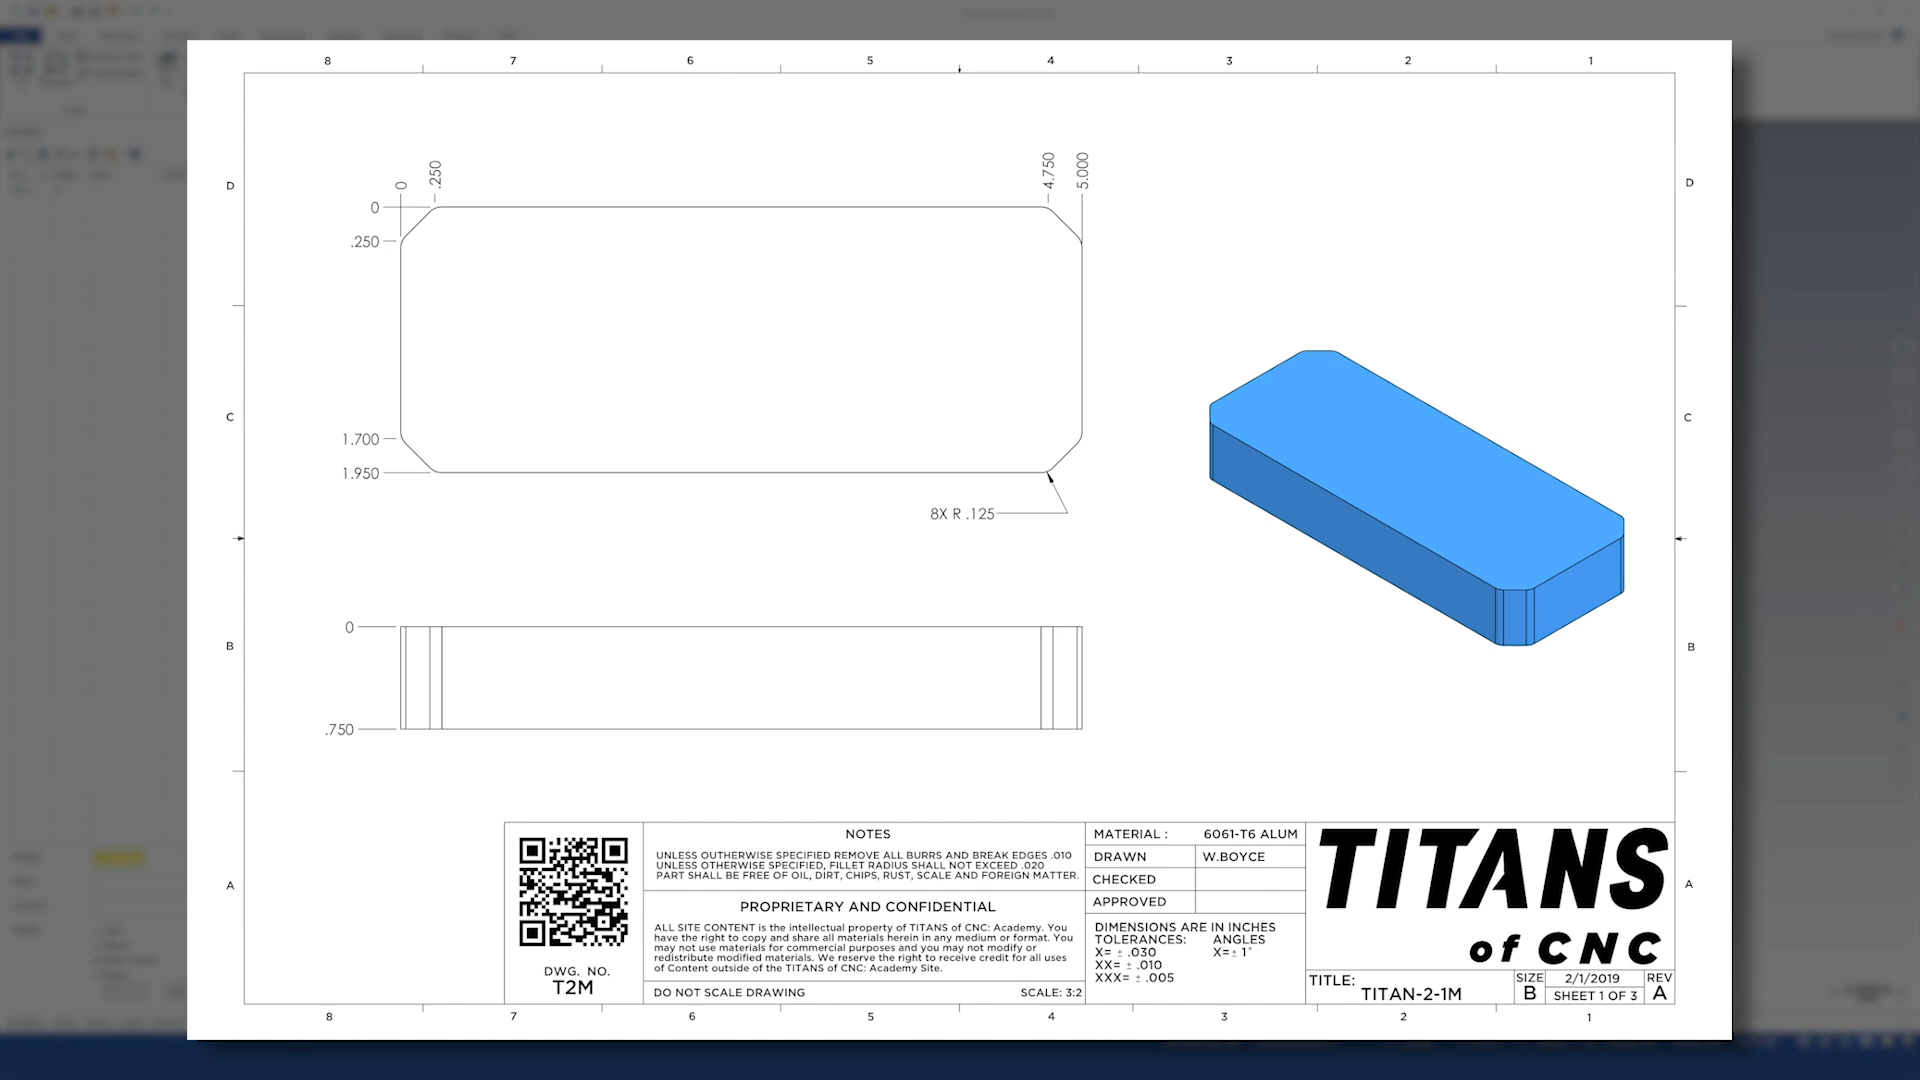 8 7 6 5 4 3 2 1
D D
0 .250 4.750 5.000
0
.250
C C
1.700
1.950
8X R .125
0
B B
.750
A A
DWG. NO.
T2M
NOTES
UNLESS OUTHERWISE SPECIFIED REMOVE ALL BURRS AND BREAK EDGES .010
UNLESS OTHERWISE SPECIFIED, FILLET RADIUS SHALL NOT EXCEED .020
PART SHALL BE FREE OF OIL, DIRT, CHIPS, RUST, SCALE AND FOREIGN MATTER.
PROPRIETARY AND CONFIDENTIAL
ALL SITE CONTENT is the intellectual property of TITANS of CNC: Academy. You
have the right to copy and share all materials herein in any medium or format. You
may not use materials for commercial purposes and you may not modify or
redistribute modified materials. We reserve the right to receive credit for all uses
of Content outside of the TITANS of CNC: Academy Site.
DO NOT SCALE DRAWING SCALE: 3:2
MATERIAL : 6061-T6 ALUM
DRAWN W.BOYCE
CHECKED
APPROVED
DIMENSIONS ARE IN INCHES
TOLERANCES: ANGLES
X= ± .030 X=± 1°
XX= ± .010
XXX= ± .005
TITANS
of CNC
TITLE:
TITAN-2-1M
SIZE
B
2/1/2019
SHEET 1 OF 3
REV
A
8 7 6 5 4 3 2 1